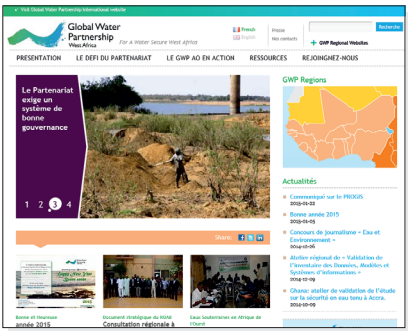 ✓ Visit Global Water Partnership International website
Global Water
Partnership
West Africa
For A Water Secure West Africa
French
English
Presse
Nos contacts
Recherche
+ GWP Regional Websites
PRESENTATION LE DEFI DU PARTENARIAT LE GWP AO EN ACTION RESSOURCES REJOIGNEZ-NOUS
Le Partenariat
exige un
système de
bonne
gouvernance
1 2 3 4
GWP Regions
Actualités
Communiqué sur le PROGIS
2015-01-22
Bonne année 2015
2015-01-05
Concours de journalisme « Eau et
Environnement »
2014-12-16
Atelier régional de « Validation de
l'inventaire des Données, Modèles et
Systèmes d'informations »
2014-12-09
Ghana: atelier de validation de l'étude
sur la sécurité en eau tenu à Accra.
2014-12-09
Share:
2015
Bonne et heureuse
année 2015
Document stratégique du KOAB
Consultation régionale à
Eaux Souterraines en Afrique de
l'Ouest